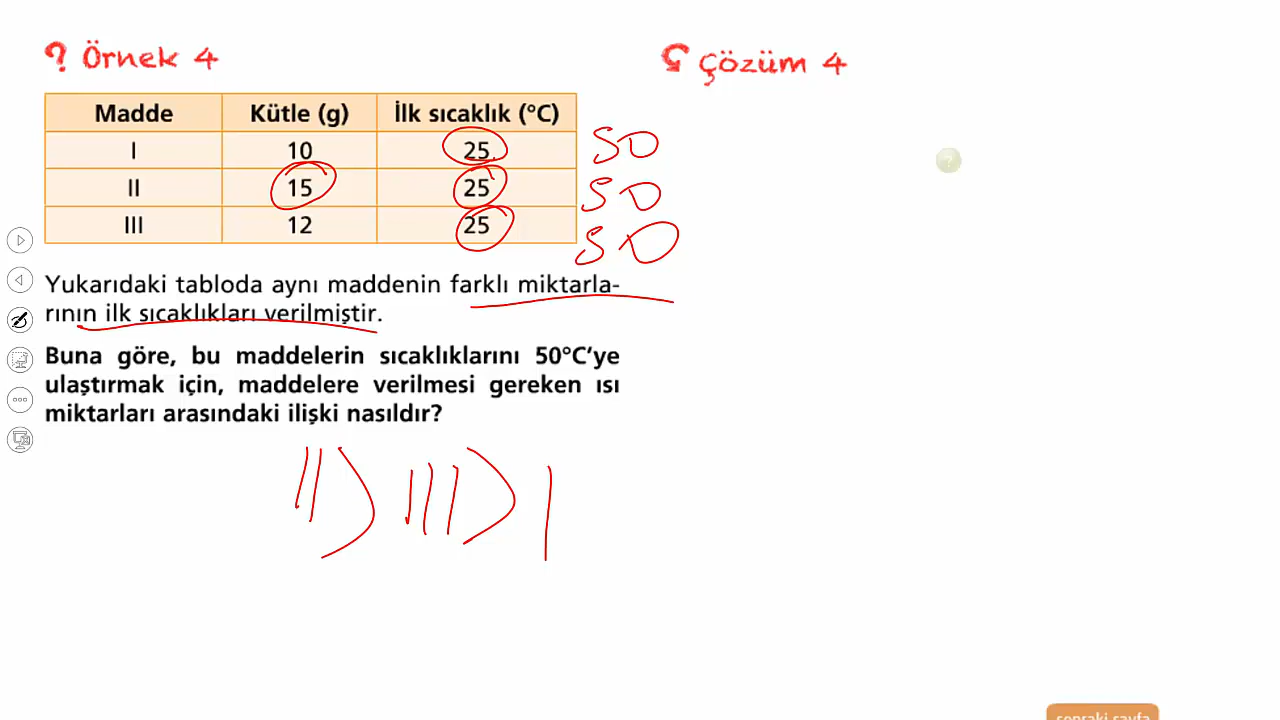 ? Örnek 4
Çözüm 4
Madde Kütle (g) İlk sıcaklık (°C)
I 10 25 50
II 15 25 50
III 12 25 50
Yukarıdaki tabloda aynı maddenin farklı miktarla-
rının ilk sıcaklıkları verilmiştir.
Buna göre, bu maddelerin sıcaklıklarını 50°C'ye
ulaştırmak için, maddelere verilmesi gereken ısı
miktarları arasındaki ilişki nasıldır?
II > III > I
?
sonraki sayfa